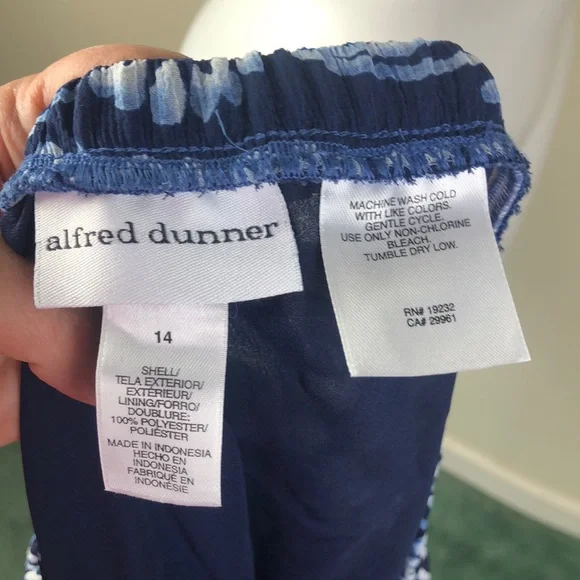 alfred dunner
14
SHELL/
TELA EXTERIOR/
EXTÉRIEUR/
LINING/FORRO/
DOUBLURE:
100% POLYESTER/
POLIÉSTER
MADE IN INDONESIA
HECHO EN
INDONESIA
FABRIQUÉ EN
INDONÉSIE
MACHINE WASH COLD
WITH LIKE COLORS.
GENTLE CYCLE.
USE ONLY NON-CHLORINE
BLEACH.
TUMBLE DRY LOW.
RN# 19232
CA# 29961